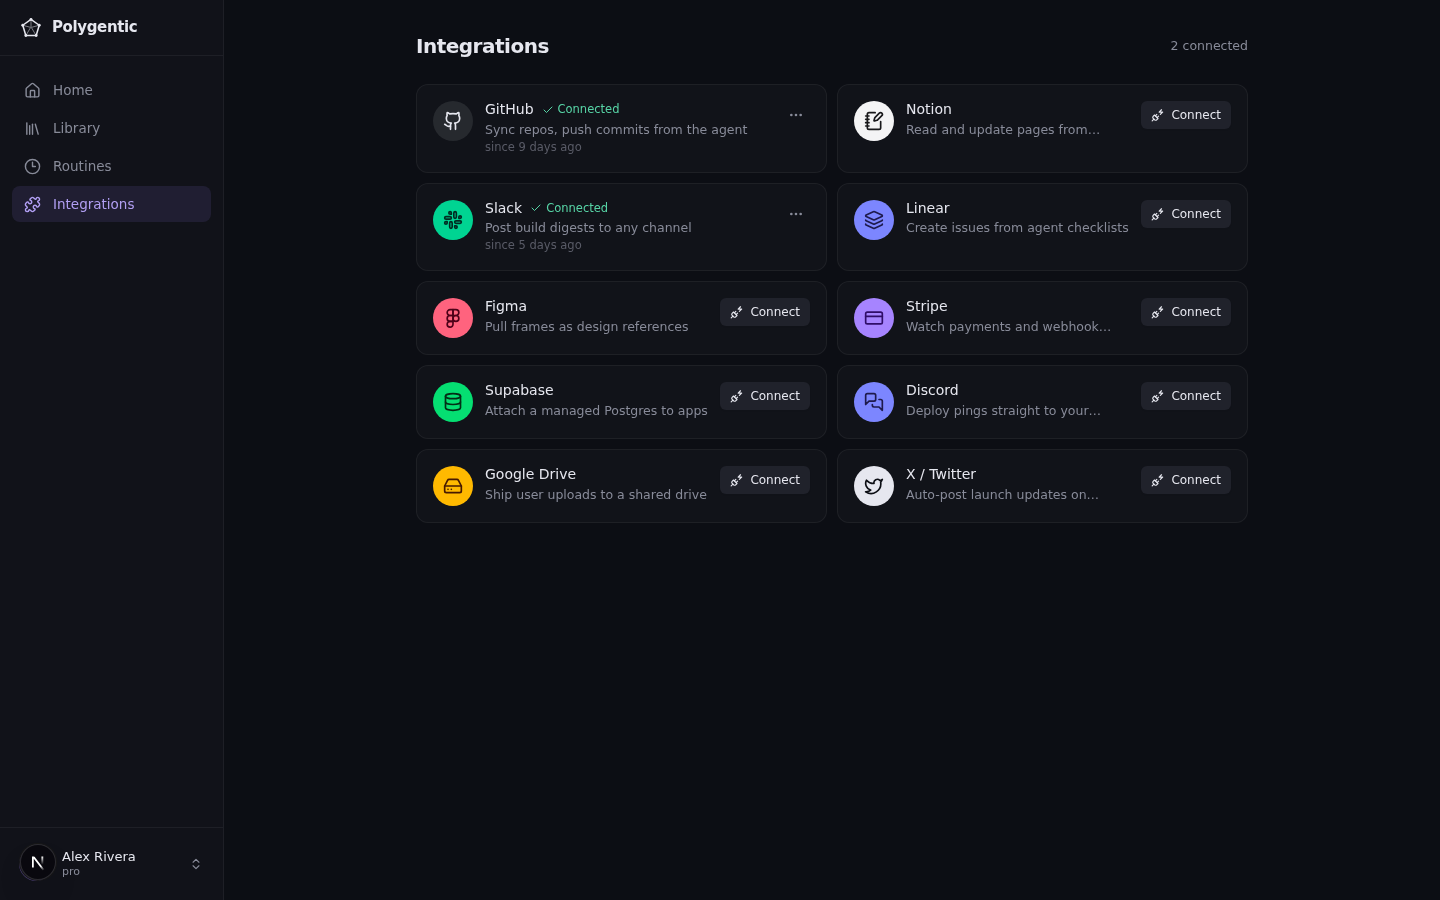 Polygentic
Home
Library
Routines
Integrations
Integrations
2 connected
GitHub Connected
Sync repos, push commits from the agent
since 9 days ago
Notion
Read and update pages from...
Connect
Slack Connected
Post build digests to any channel
since 5 days ago
Linear
Create issues from agent checklists
Connect
Figma
Pull frames as design references
Connect
Stripe
Watch payments and webhook...
Connect
Supabase
Attach a managed Postgres to apps
Connect
Discord
Deploy pings straight to your...
Connect
Google Drive
Ship user uploads to a shared drive
Connect
X / Twitter
Auto-post launch updates on...
Connect
N
Alex Rivera
pro